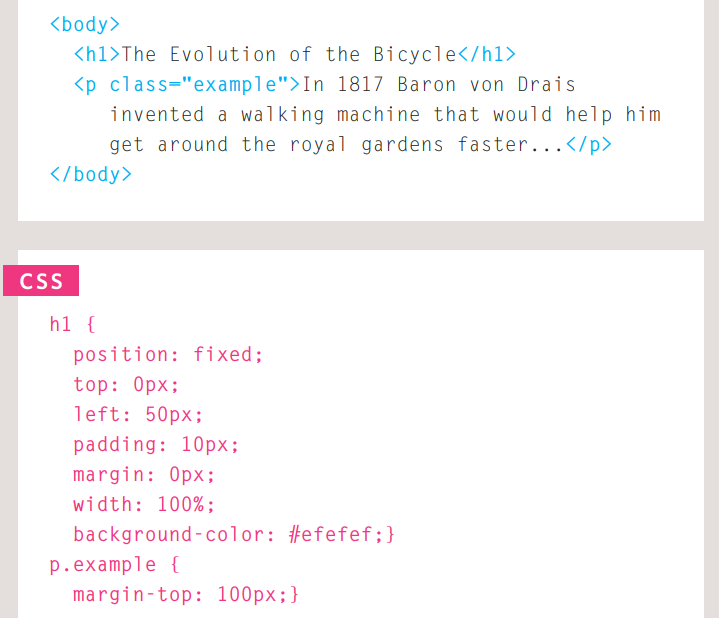 <body>
<h1>The Evolution of the Bicycle</h1>
<p class="example">In 1817 Baron von Drais
invented a walking machine that would help him
get around the royal gardens faster...</p>
</body>
CSS
h1 {
position: fixed;
top: 0px;
left: 50px;
padding: 10px;
margin: 0px;
width: 100%;
background-color: #efefef;}
p.example {
margin-top: 100px;}